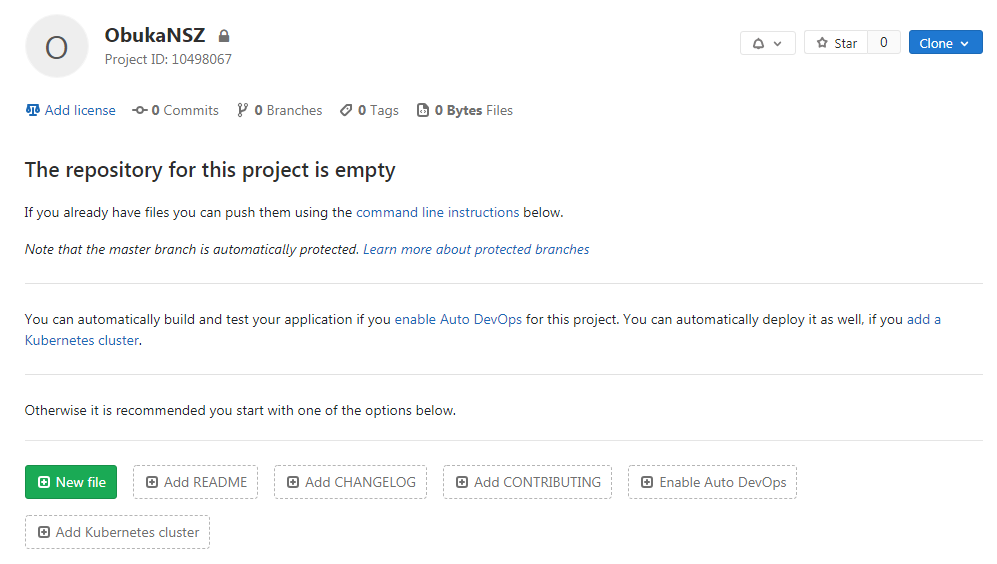 O
ObukaNSZ
Project ID: 10498067
Star 0
Clone
Add license 0 Commits 0 Branches 0 Tags 0 Bytes Files
The repository for this project is empty
If you already have files you can push them using the command line instructions below.
Note that the master branch is automatically protected. Learn more about protected branches
You can automatically build and test your application if you enable Auto DevOps for this project. You can automatically deploy it as well, if you add a
Kubernetes cluster.
Otherwise it is recommended you start with one of the options below.
New file Add README Add CHANGELOG Add CONTRIBUTING Enable Auto DevOps
Add Kubernetes cluster